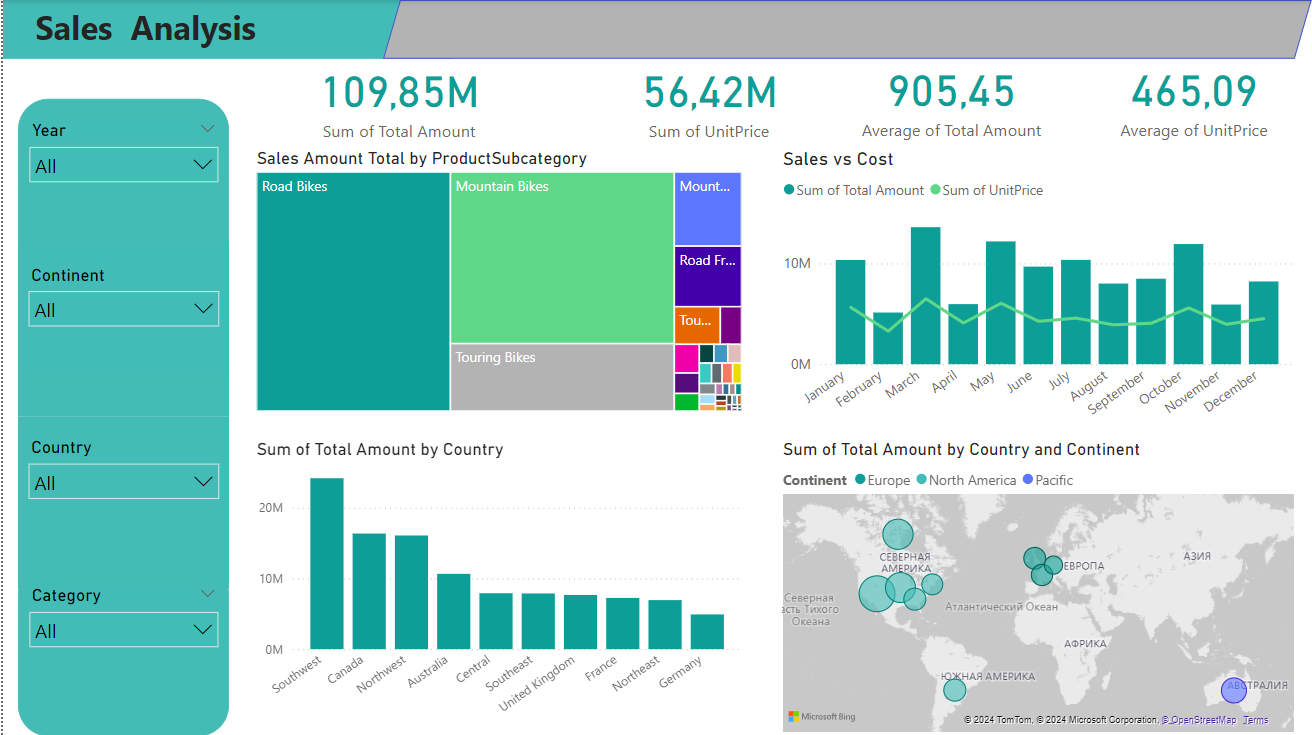 Sales Analysis
109,85M
Sum of Total Amount
56,42M
Sum of UnitPrice
905,45
Average of Total Amount
465,09
Average of UnitPrice
Year
All
Continent
All
Country
All
Category
All
Sales Amount Total by ProductSubcategory
Road Bikes
Mountain Bikes
Touring Bikes
Mount...
Road Fr...
Tou...
Sales vs Cost
Sum of Total Amount Sum of UnitPrice
10M
0M
January February March April May June July August September October November December
Sum of Total Amount by Country
20M
10M
0M
Southwest Canada Northwest Australia Central Southeast United Kingdom France Northeast Germany
Sum of Total Amount by Country and Continent
Continent Europe North America Pacific
СЕВЕРНАЯ
АМЕРИКА
ЕВРОПА
АЗИЯ
Северная
асть Тихого
Океана
Атлантический Океан
АФРИКА
ЮЖНАЯ АМЕРИКА
АВСТРАЛИЯ
Microsoft Bing
© 2024 TomTom, © 2024 Microsoft Corporation, © OpenStreetMap Terms